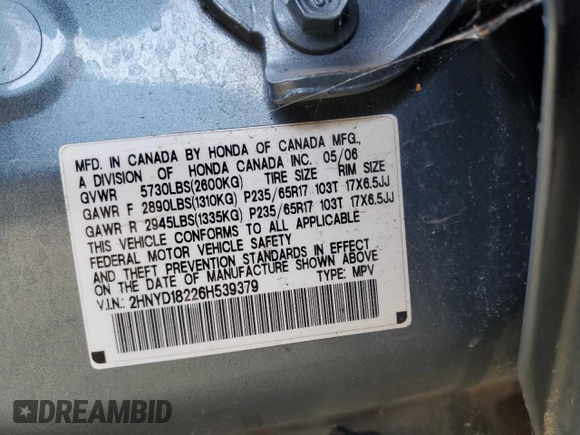 MFD. IN CANADA BY HONDA OF CANADA MFG.,
A DIVISION OF HONDA CANADA INC. 05/06
GVWR 5730LBS(2600KG) TIRE SIZE RIM SIZE
GAWR F 2890LBS(1310KG) P235/65R17 103T 17X6.5JJ
GAWR R 2945LBS(1335KG) P235/65R17 103T 17X6.5JJ
THIS VEHICLE CONFORMS TO ALL APPLICABLE
FEDERAL MOTOR VEHICLE SAFETY
AND THEFT PREVENTION STANDARDS IN EFFECT
ON THE DATE OF MANUFACTURE SHOWN ABOVE.
V.I.N.: 2HNYD18226H539379 TYPE: MPV
DREAMBID